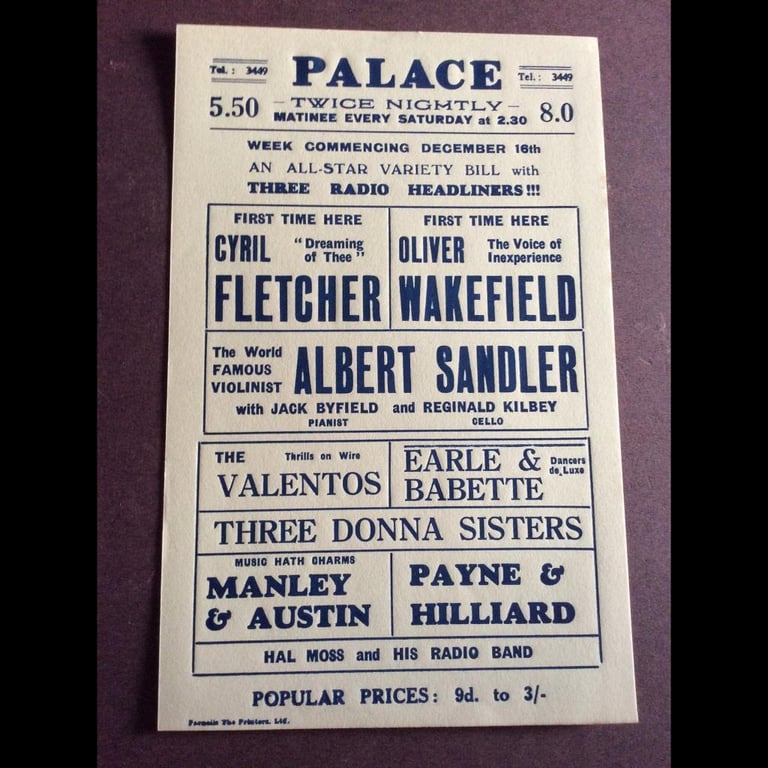 Tel.: 3449 PALACE Tel.: 3449
5.50 - TWICE NIGHTLY - 8.0
MATINEE EVERY SATURDAY at 2.30
WEEK COMMENCING DECEMBER 16th
AN ALL-STAR VARIETY BILL with
THREE RADIO HEADLINERS!!!
FIRST TIME HERE
CYRIL "Dreaming of Thee"
FLETCHER
FIRST TIME HERE
OLIVER The Voice of Inexperience
WAKEFIELD
The World FAMOUS VIOLINIST ALBERT SANDLER
with JACK BYFIELD and REGINALD KILBEY
PIANIST CELLO
THE Thrills on Wire
VALENTOS
EARLE & Dancers de Luxe
BABETTE
THREE DONNA SISTERS
MUSIC HATH CHARMS
MANLEY
& AUSTIN
PAYNE &
HILLIARD
HAL MOSS and HIS RADIO BAND
POPULAR PRICES: 9d. to 3/-
The Printers, Ltd.